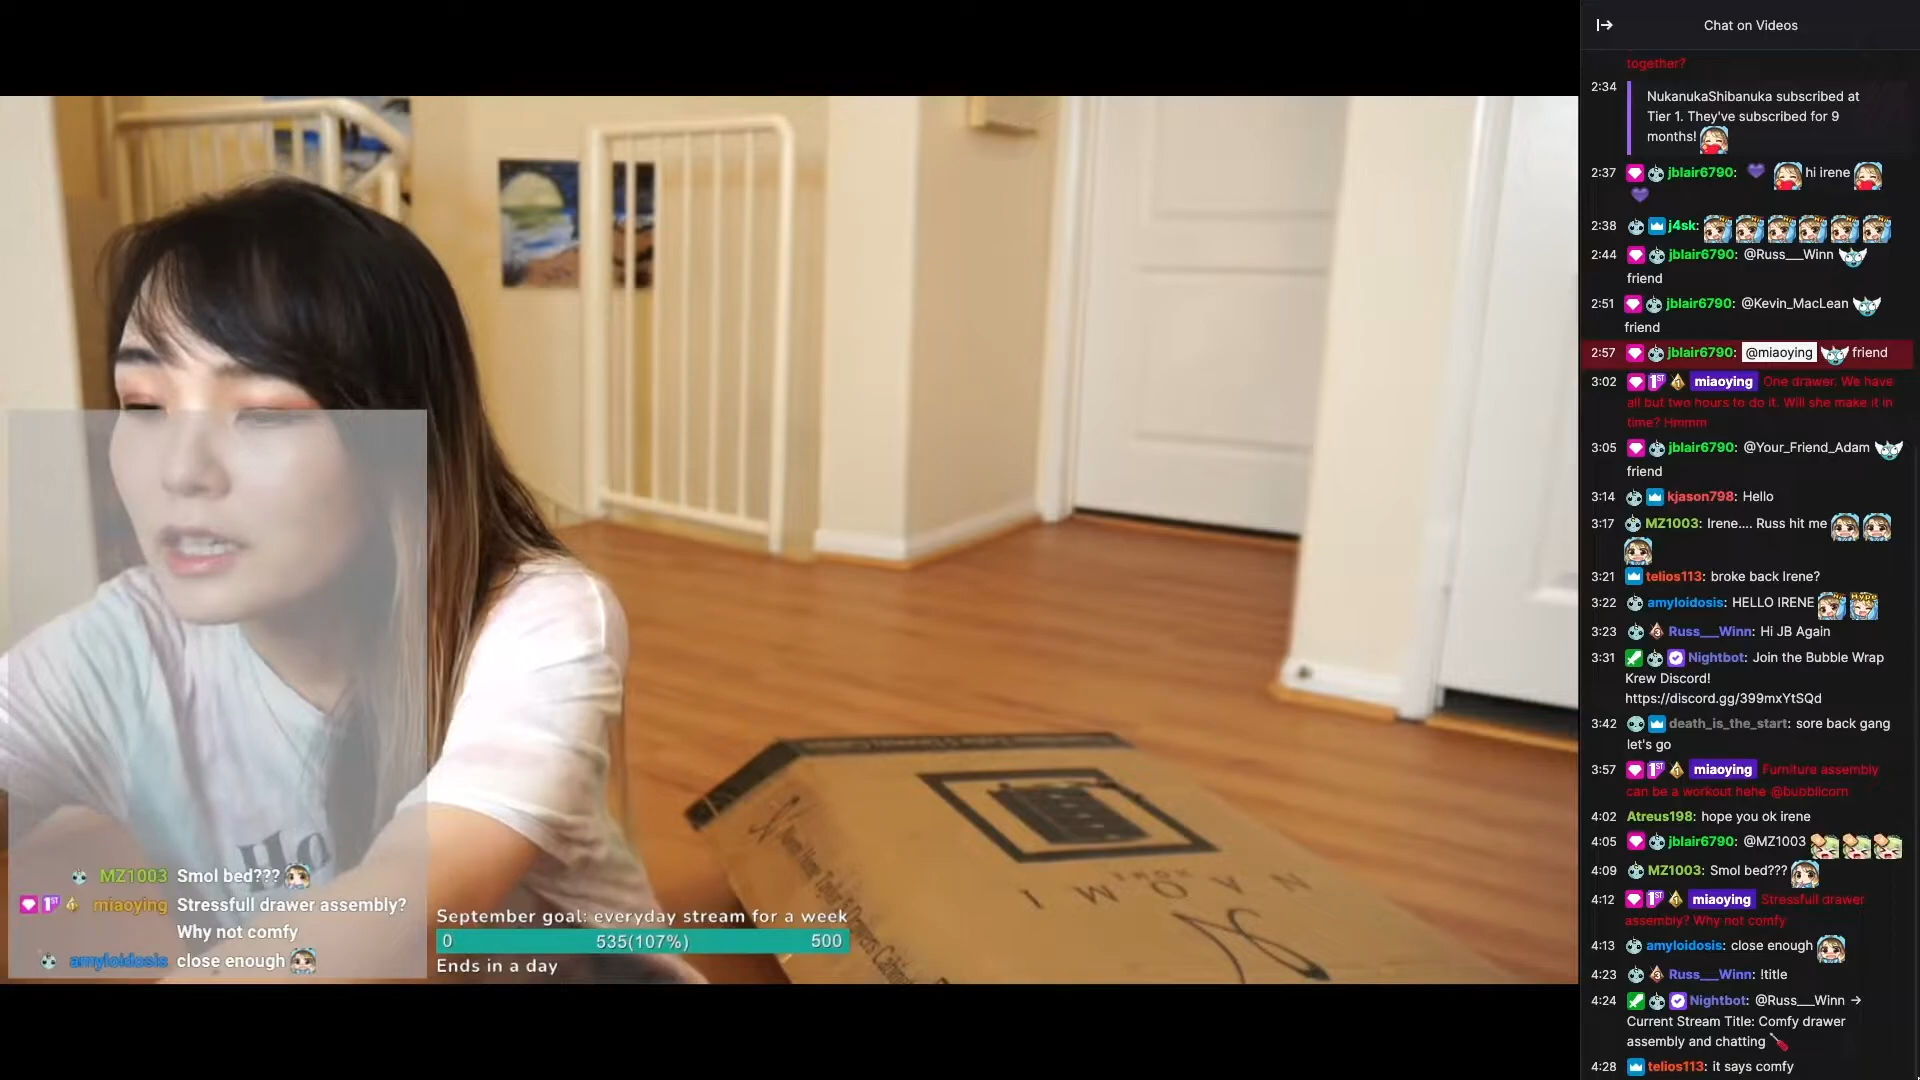 Chat on Videos
together?
2:34
NukanukaShibanuka subscribed at
Tier 1. They've subscribed for 9
months!
2:37 jblair6790: hi irene
2:38 j4sk:
2:44 jblair6790: @Russ___Winn
friend
2:51 jblair6790: @Kevin_MacLean
friend
2:57 jblair6790: @miaoying friend
3:02 miaoying One drawer. We have
all but two hours to do it. Will she make it in
time? Hmmm
3:05 jblair6790: @Your_Friend_Adam
friend
3:14 kjason798: Hello
3:17 MZ1003: Irene.... Russ hit me
3:21 telios113: broke back Irene?
3:22 amyloidosis: HELLO IRENE
3:23 Russ___Winn: Hi JB Again
3:31 Nightbot: Join the Bubble Wrap
Krew Discord!
https://discord.gg/399mxYtSQd
3:42 death_is_the_start: sore back gang
let's go
3:57 miaoying Furniture assembly
can be a workout hehe @bubblicorn
4:02 Atreus198: hope you ok irene
4:05 jblair6790: @MZ1003
4:09 MZ1003: Smol bed???
4:12 miaoying Stressfull drawer
assembly? Why not comfy
4:13 amyloidosis: close enough
4:23 Russ___Winn: !title
4:24 Nightbot: @Russ___Winn →
Current Stream Title: Comfy drawer
assembly and chatting
4:28 telios113: it says comfy
MZ1003 Smol bed???
miaoying Stressfull drawer assembly?
Why not comfy
amyloidosis close enough
September goal: everyday stream for a week
0 535(107%) 500
Ends in a day
Ho
NAOMI
HOME